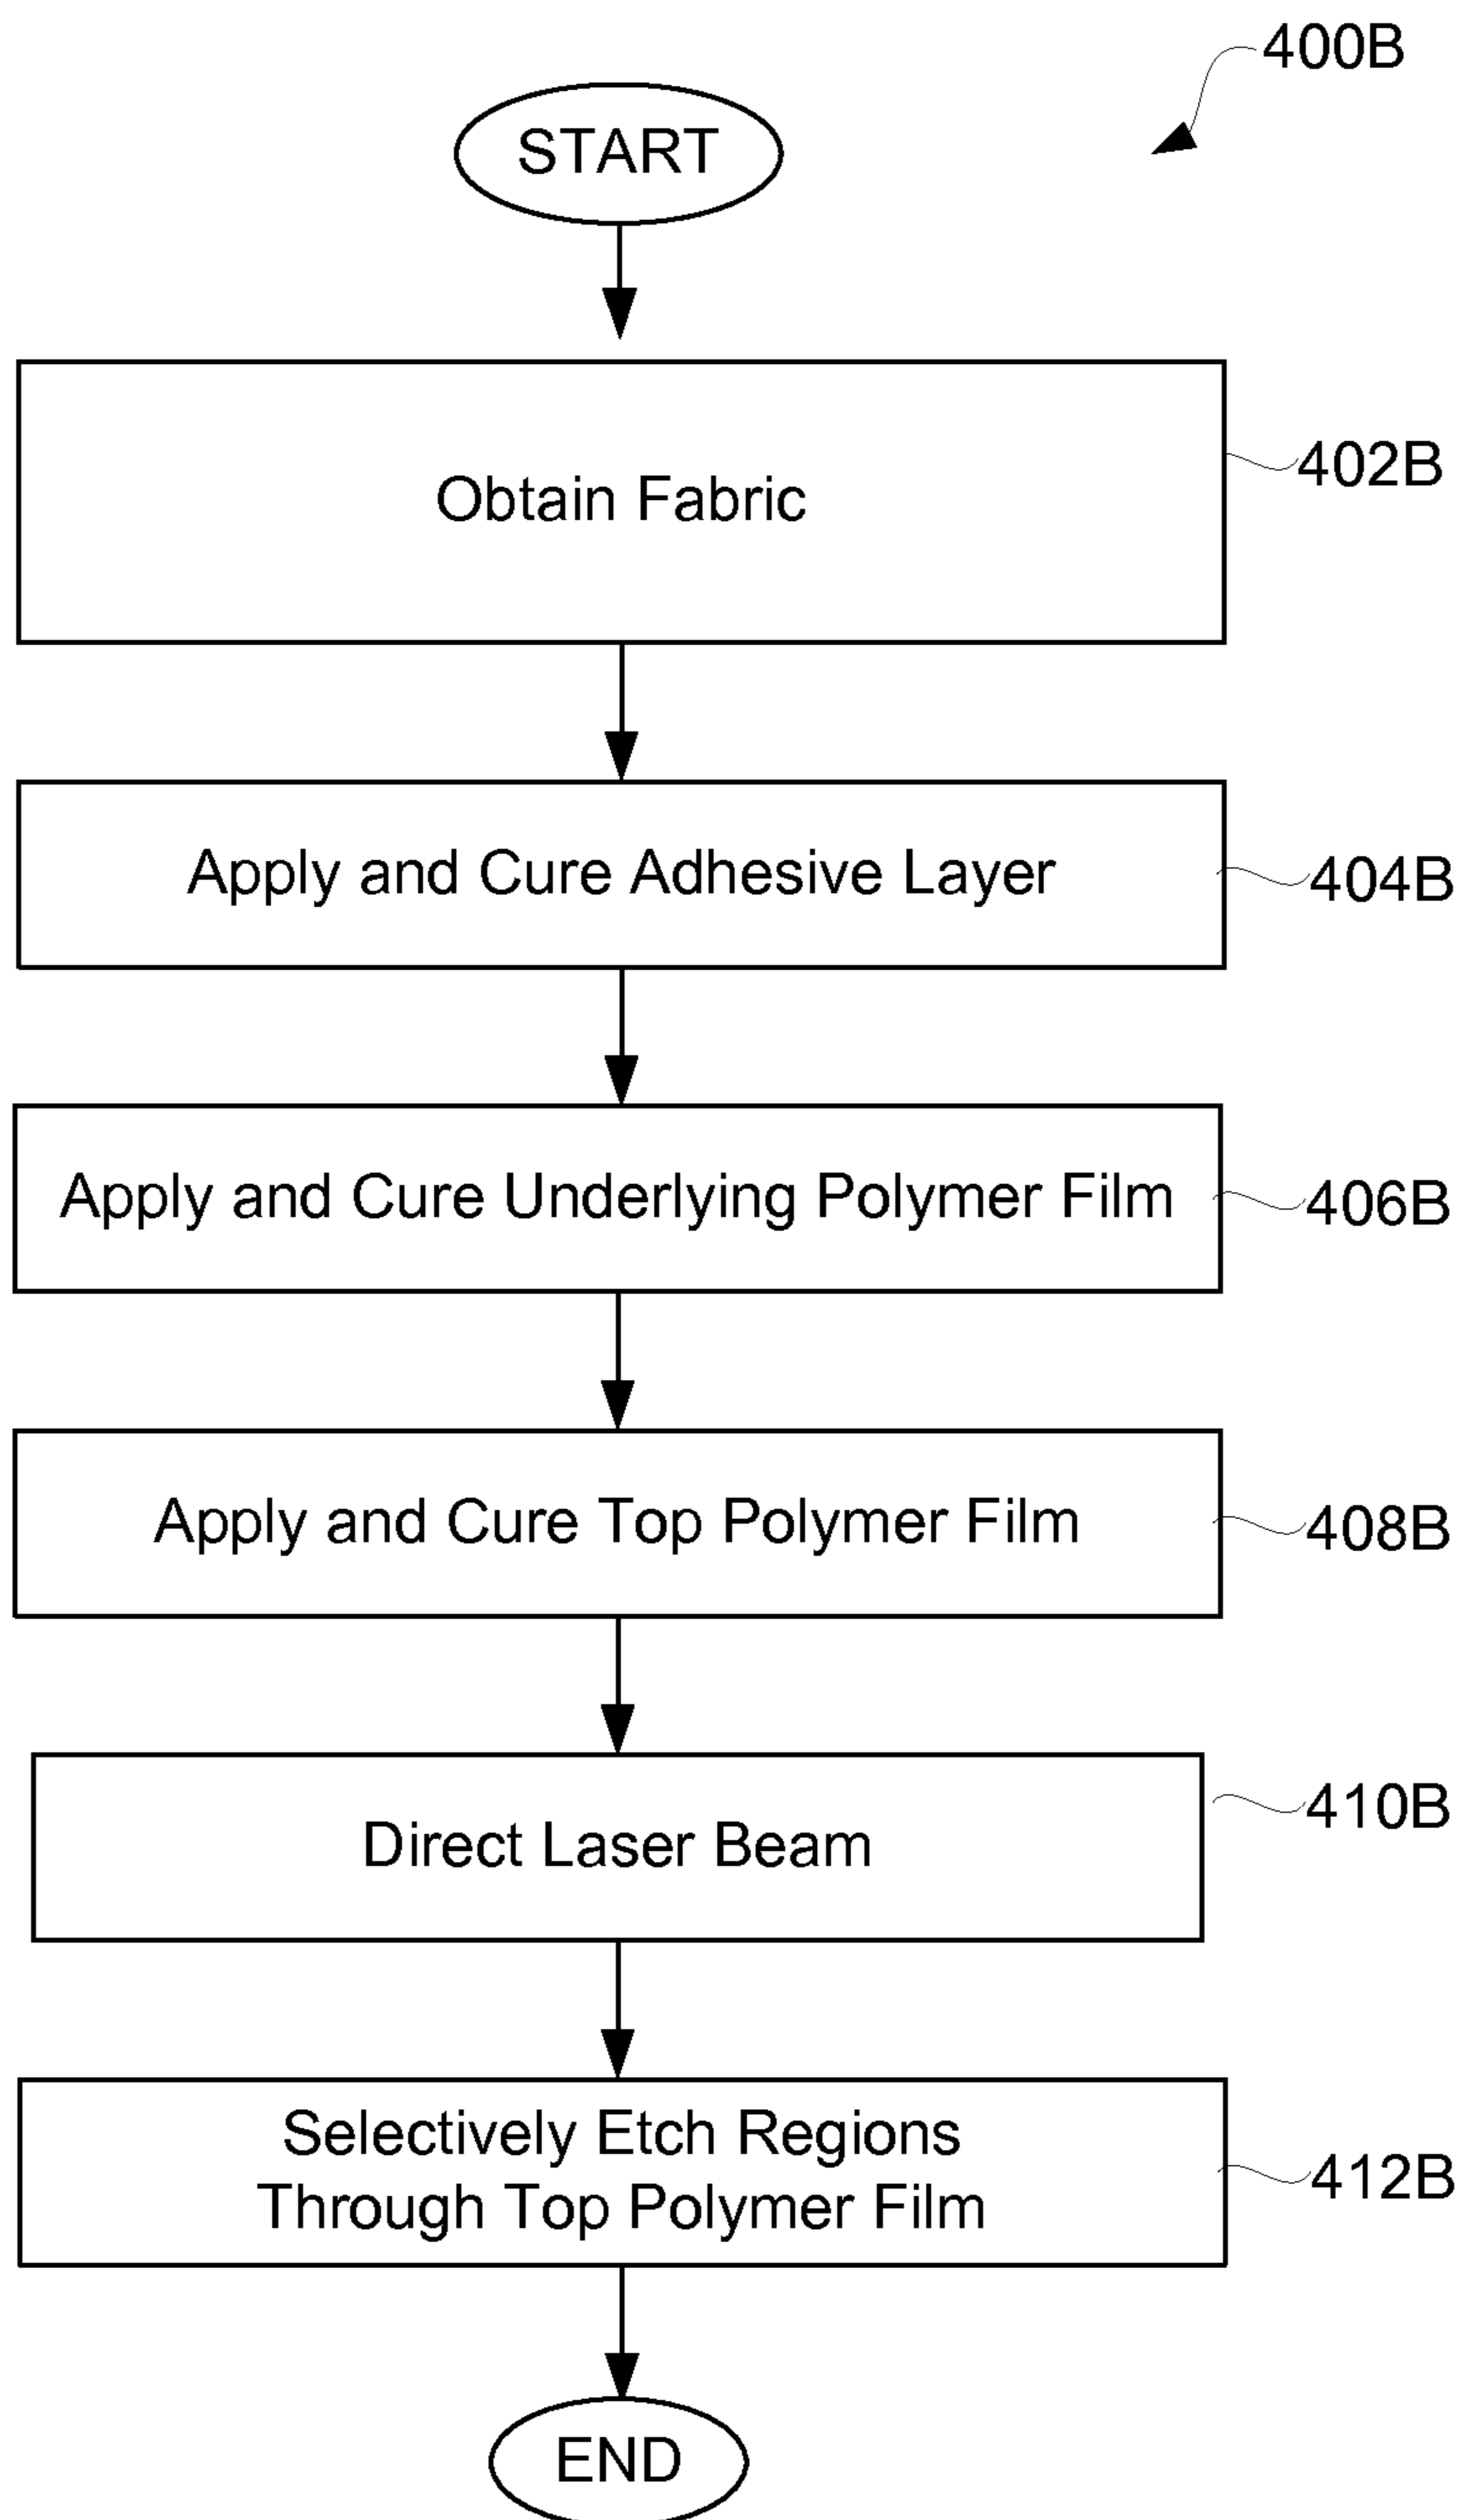 400B
START
Obtain Fabric
402B
Apply and Cure Adhesive Layer
404B
Apply and Cure Underlying Polymer Film
406B
Apply and Cure Top Polymer Film
408B
Direct Laser Beam
410B
Selectively Etch Regions
Through Top Polymer Film
412B
END